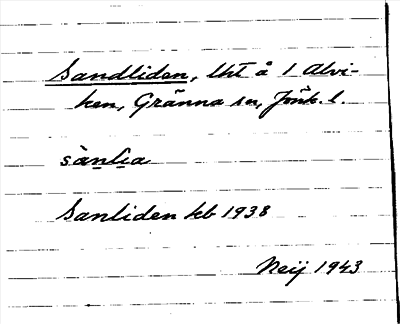 Sandliden, lht å 1 Alvi-
ken, Gränna sn, Jönk. l.
sànlia
Sanliden kb 1938
Neij 1943